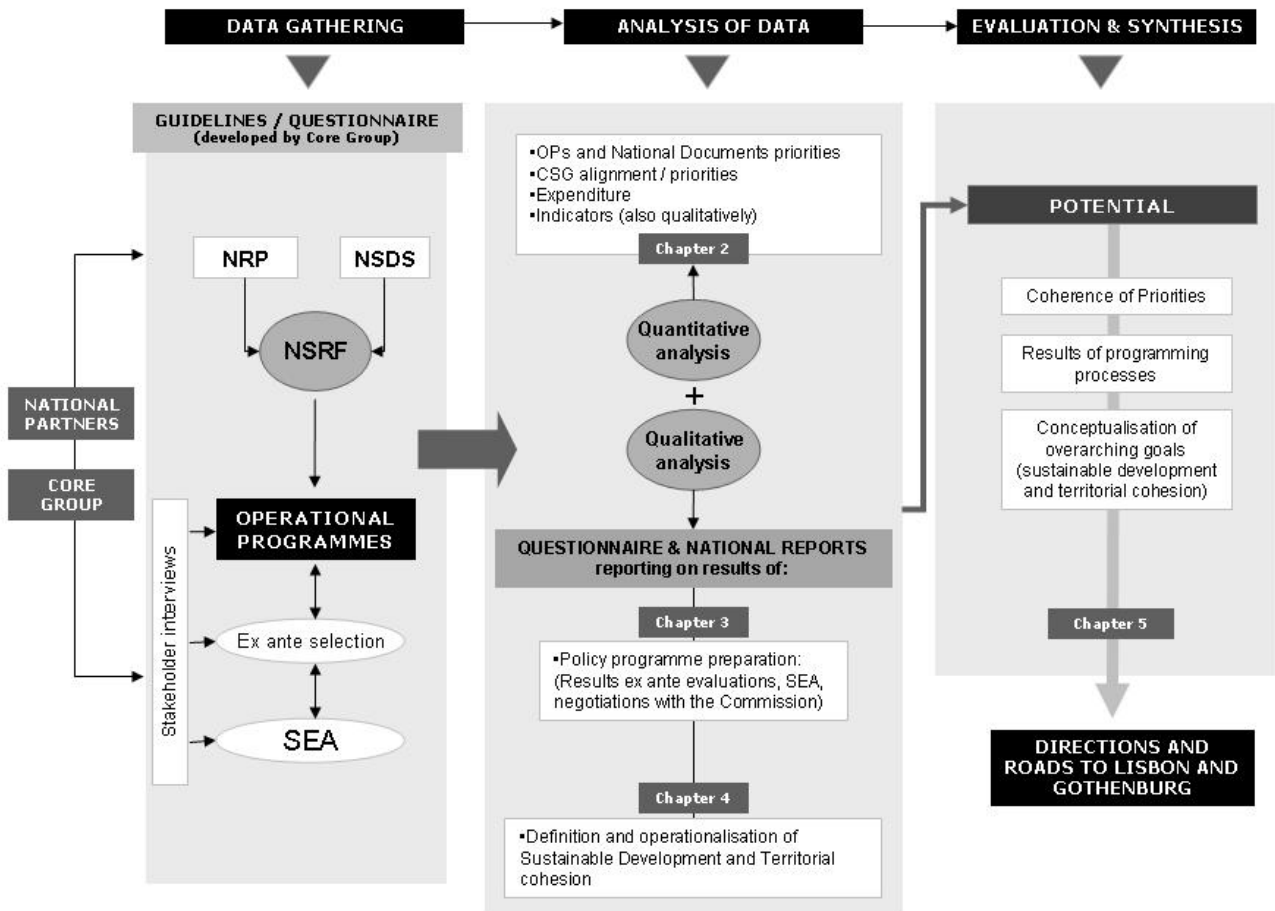 DATA GATHERING
ANALYSIS OF DATA
EVALUATION & SYNTHESIS
GUIDELINES / QUESTIONNAIRE
(developed by Core Group)
NRP
NSDS
NSRF
NATIONAL
PARTNERS
CORE
GROUP
Stakeholder interviews
OPERATIONAL
PROGRAMMES
Ex ante selection
SEA
▪OPs and National Documents priorities
▪CSG alignment / priorities
▪Expenditure
▪Indicators (also qualitatively)
Chapter 2
Quantitative
analysis
+
Qualitative
analysis
QUESTIONNAIRE & NATIONAL REPORTS
reporting on results of:
Chapter 3
▪Policy programme preparation:
(Results ex ante evaluations, SEA,
negotiations with the Commission)
Chapter 4
▪Definition and operationalisation of
Sustainable Development and Territorial
cohesion
POTENTIAL
Coherence of Priorities
Results of programming
processes
Conceptualisation of
overarching goals
(sustainable development
and territorial cohesion)
Chapter 5
DIRECTIONS AND
ROADS TO LISBON AND
GOTHENBURG